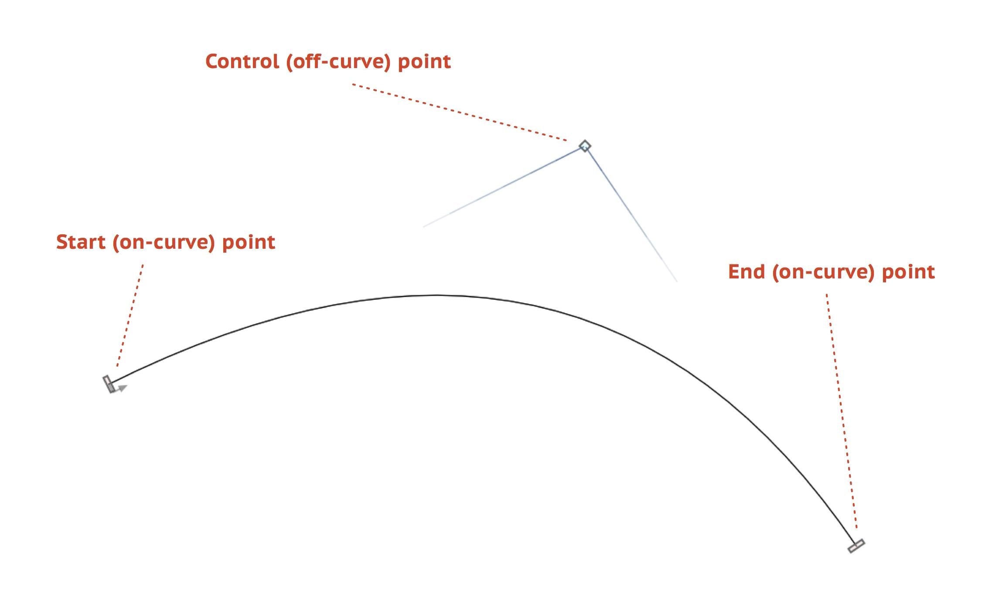 Control (off-curve) point
Start (on-curve) point
End (on-curve) point